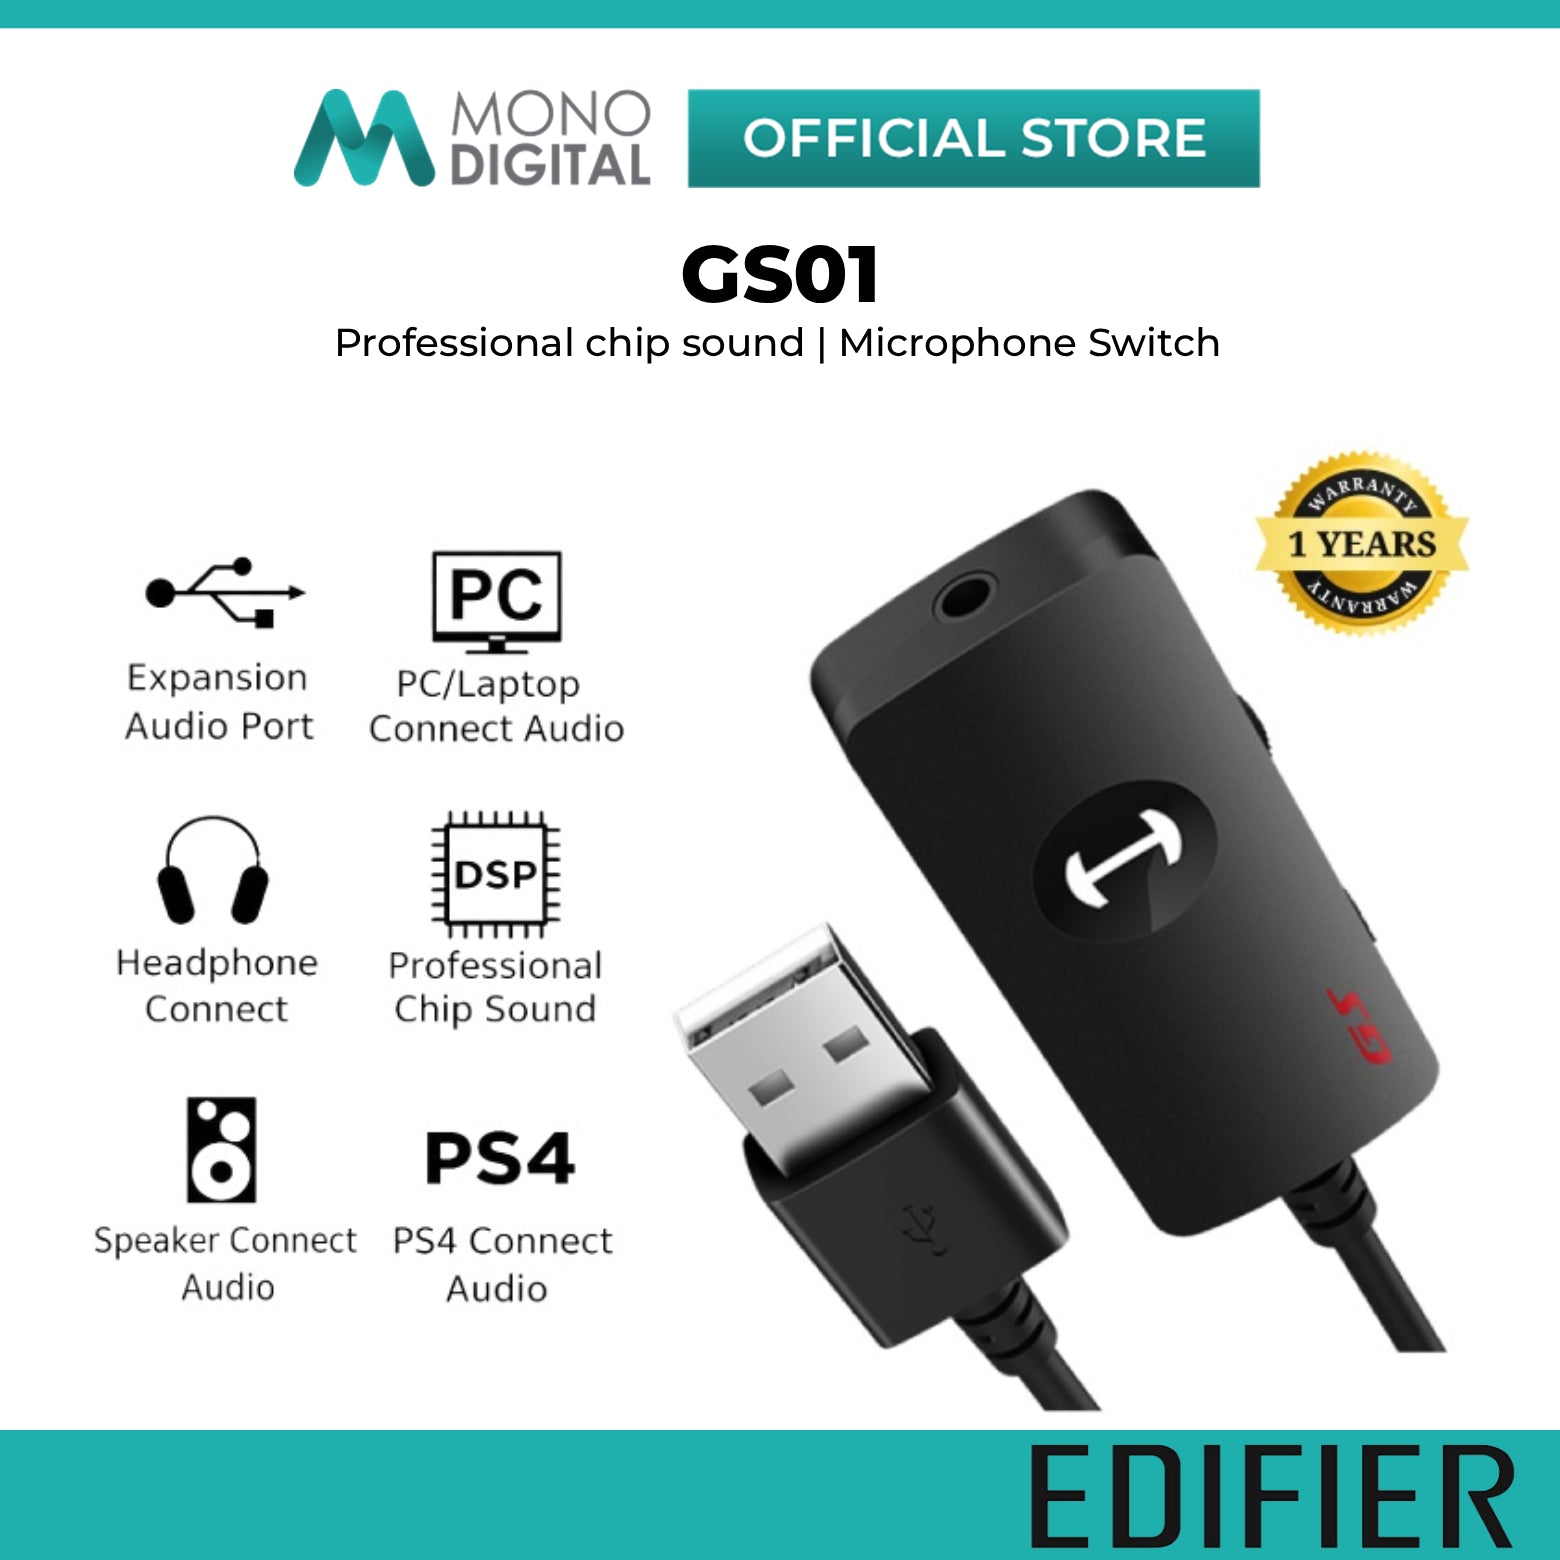 MONO
DIGITAL
OFFICIAL STORE
GS01
Professional chip sound | Microphone Switch
WARRANTY
1 YEARS
WARRANTY
PC
Expansion
Audio Port
PC/Laptop
Connect Audio
DSP
Headphone
Connect
Professional
Chip Sound
GS
PS4
Speaker Connect
Audio
PS4 Connect
Audio
EDIFIER